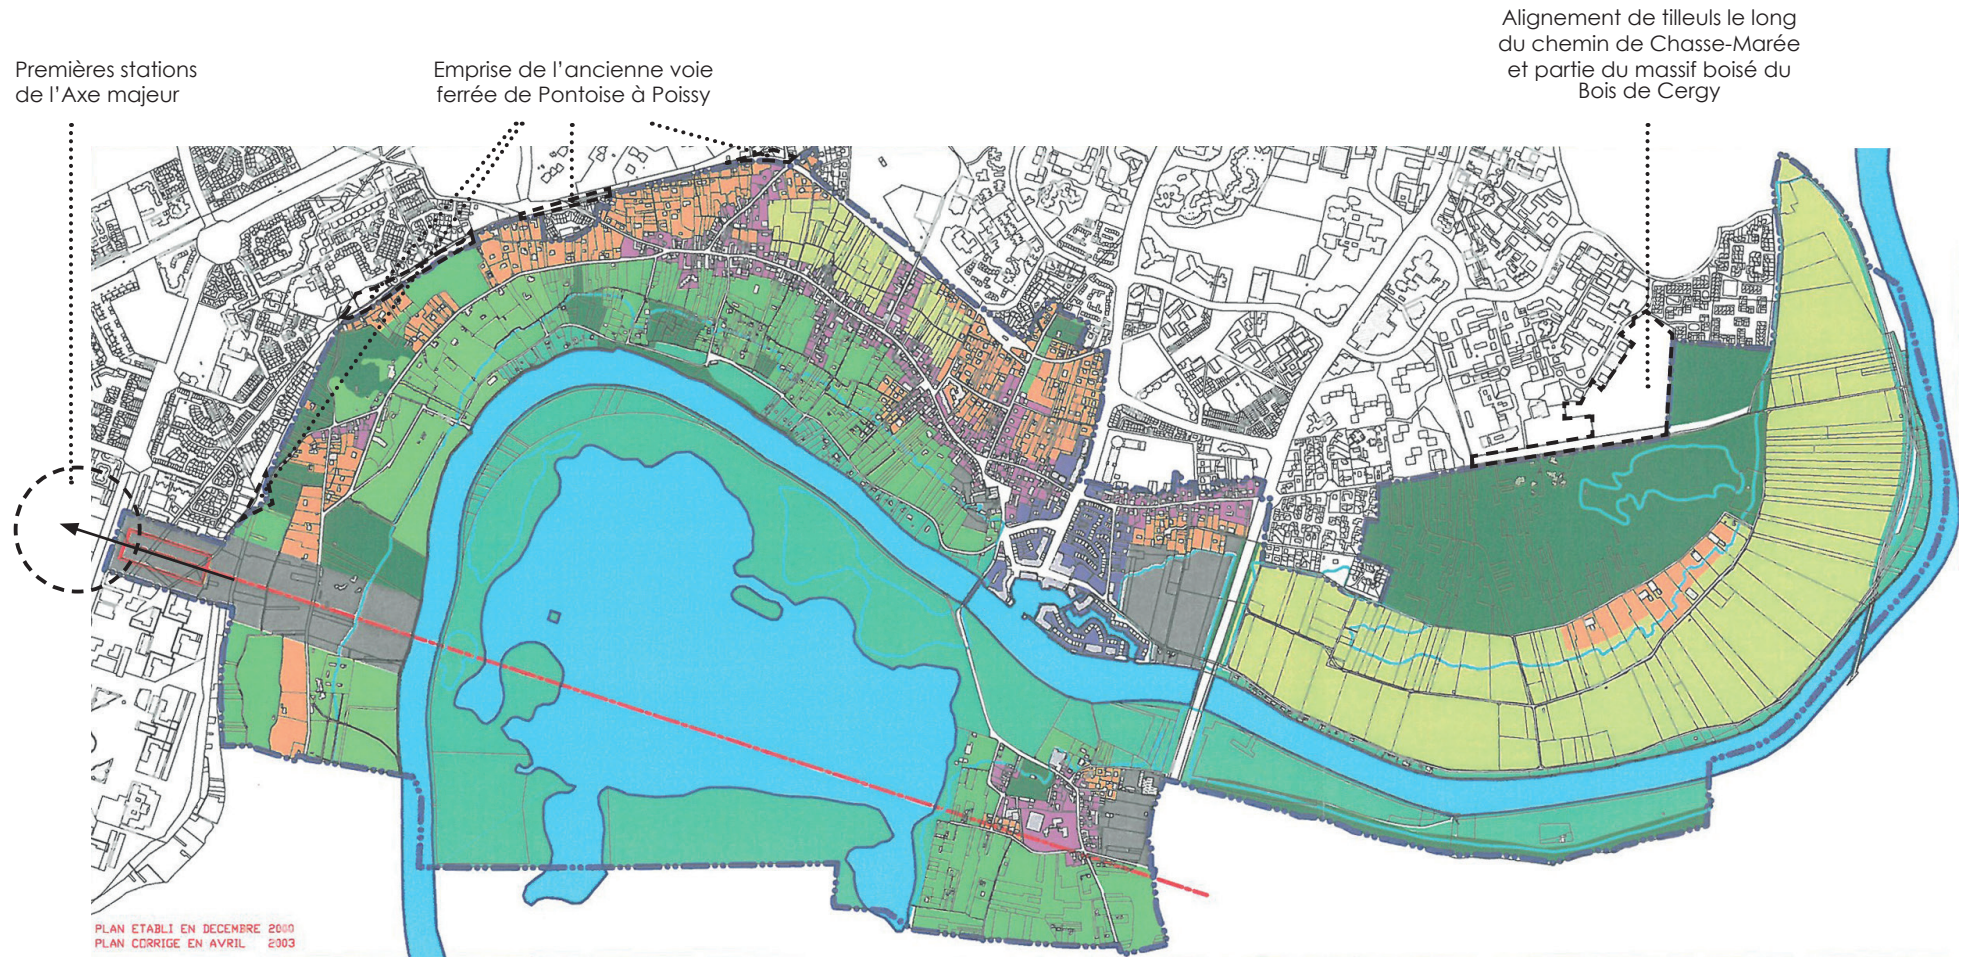 Premières stations
de l'Axe majeur
Emprise de l'ancienne voie
ferrée de Pontoise à Poissy
Alignement de tilleuls le long
du chemin de Chasse-Marée
et partie du massif boisé du
Bois de Cergy
PLAN ETABLI EN DECEMBRE 2000
PLAN CORRIGE EN AVRIL 2003